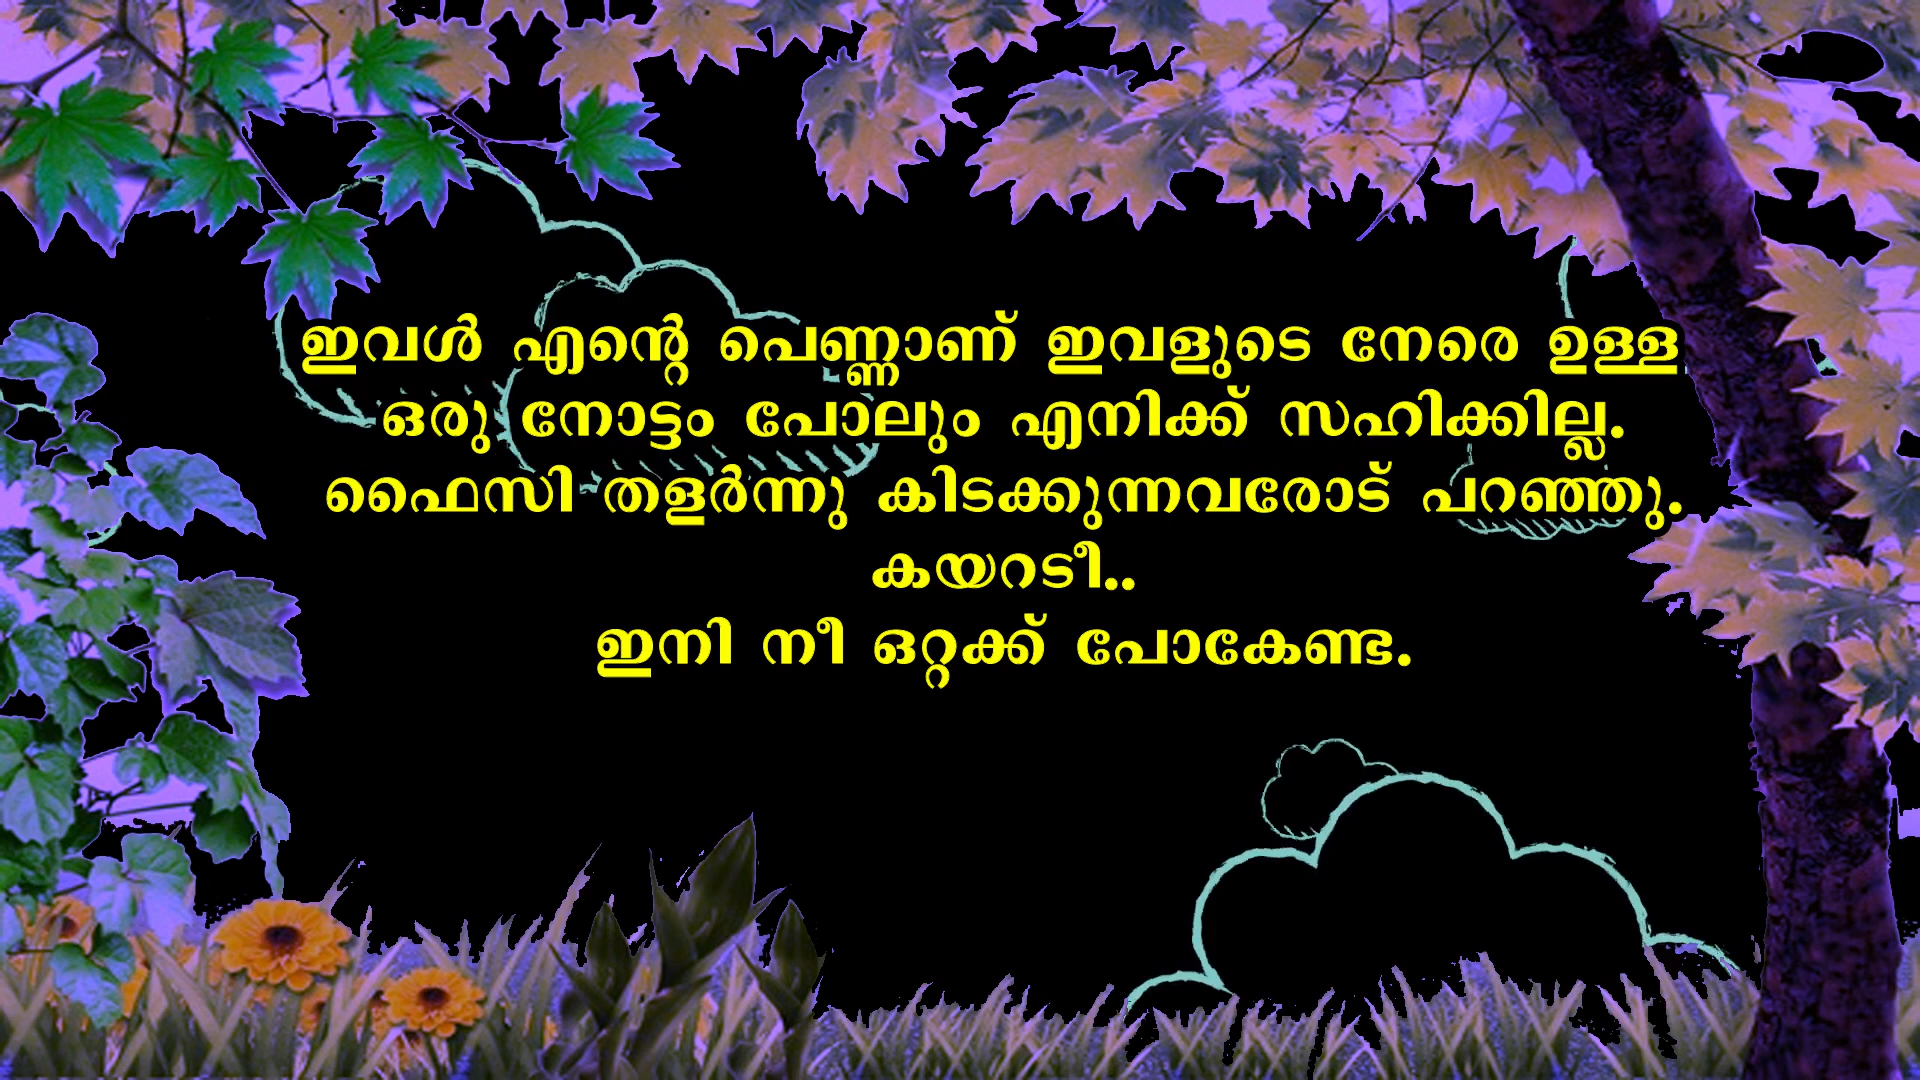 ഇവൾ എന്റെ പെണ്ണാണ് ഇവളുടെ നേരെ ഉള്ള
ഒരു നോട്ടം പോലും എനിക്ക് സഹിക്കില്ല.
ഫൈസി തളർന്നു കിടക്കുന്നവരോട് പറഞ്ഞു.
കയറടീ..
ഇനി നീ ഒറ്റക്ക് പോകേണ്ട.